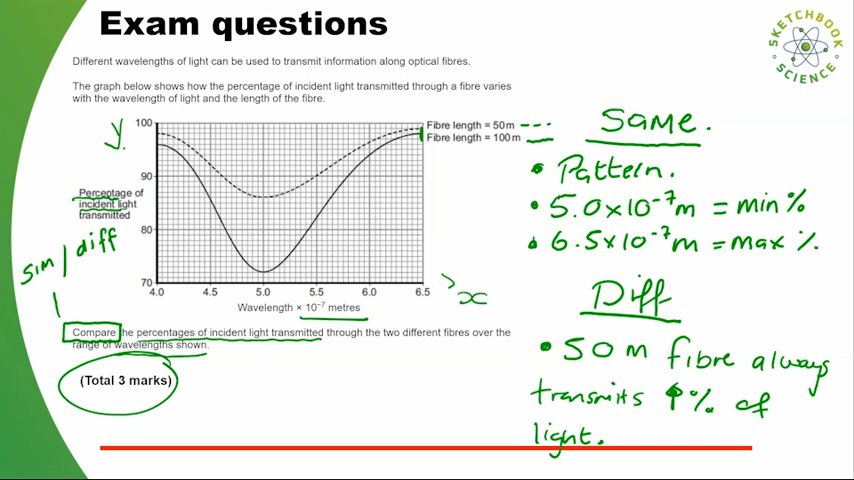 Exam questions
SKETCHBOOK SCIENCE
Different wavelengths of light can be used to transmit information along optical fibres.
The graph below shows how the percentage of incident light transmitted through a fibre varies
with the wavelength of light and the length of the fibre.
y
100
90
80
70
Percentage of
incident light
transmitted
Fibre length = 50 m
Fibre length = 100 m
4.0 4.5 5.0 5.5 6.0 6.5
Wavelength × 10⁻⁷ metres
x
sim / diff
Compare the percentages of incident light transmitted through the two different fibres over the
range of wavelengths shown.
(Total 3 marks)
Same.
• Pattern.
• 5.0 x 10⁻⁷ m = min %
• 6.5 x 10⁻⁷ m = max %.
Diff
• 50 m fibre always
transmits ↑% of
light.